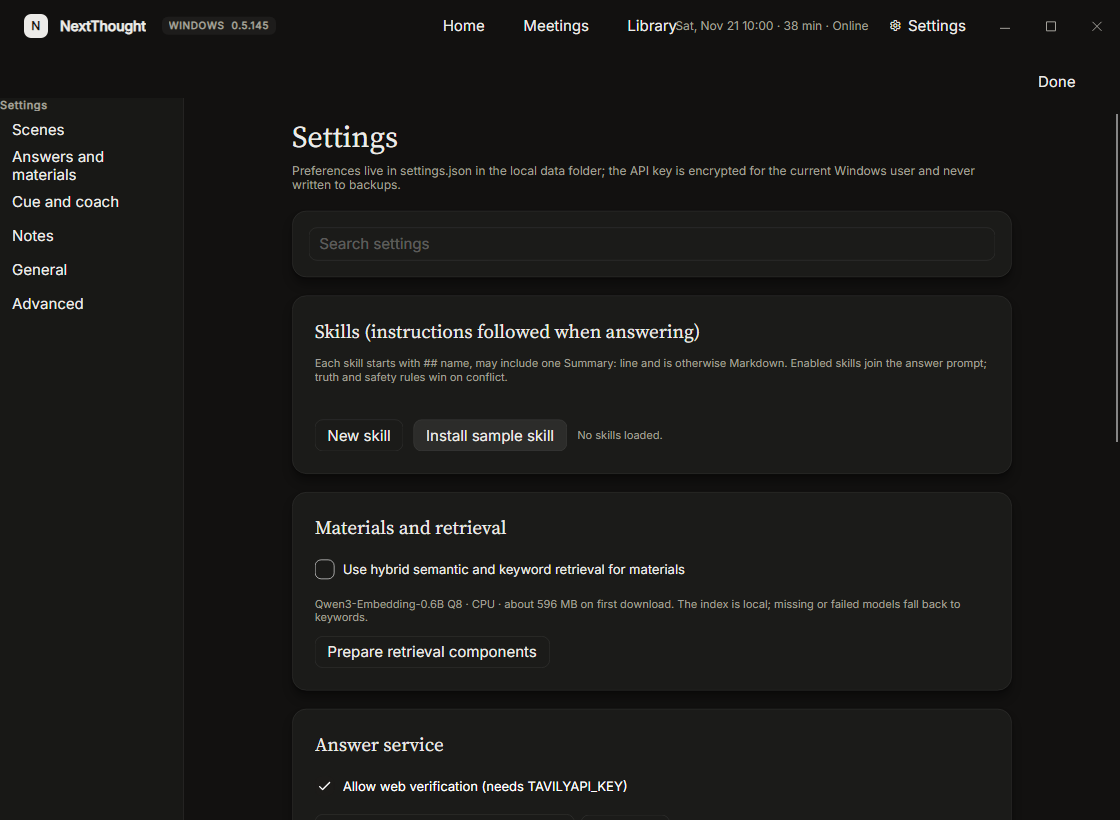 N NextThought WINDOWS 0.5.145 Home Meetings Library Sat, Nov 21 10:00 · 38 min · Online Settings
Done
Settings
Scenes
Answers and
materials
Cue and coach
Notes
General
Advanced
Settings
Preferences live in settings.json in the local data folder; the API key is encrypted for the current Windows user and never
written to backups.
Search settings
Skills (instructions followed when answering)
Each skill starts with ## name, may include one Summary: line and is otherwise Markdown. Enabled skills join the answer prompt;
truth and safety rules win on conflict.
New skill Install sample skill No skills loaded.
Materials and retrieval
Use hybrid semantic and keyword retrieval for materials
Qwen3-Embedding-0.6B Q8 · CPU · about 596 MB on first download. The index is local; missing or failed models fall back to
keywords.
Prepare retrieval components
Answer service
Allow web verification (needs TAVILYAPI_KEY)